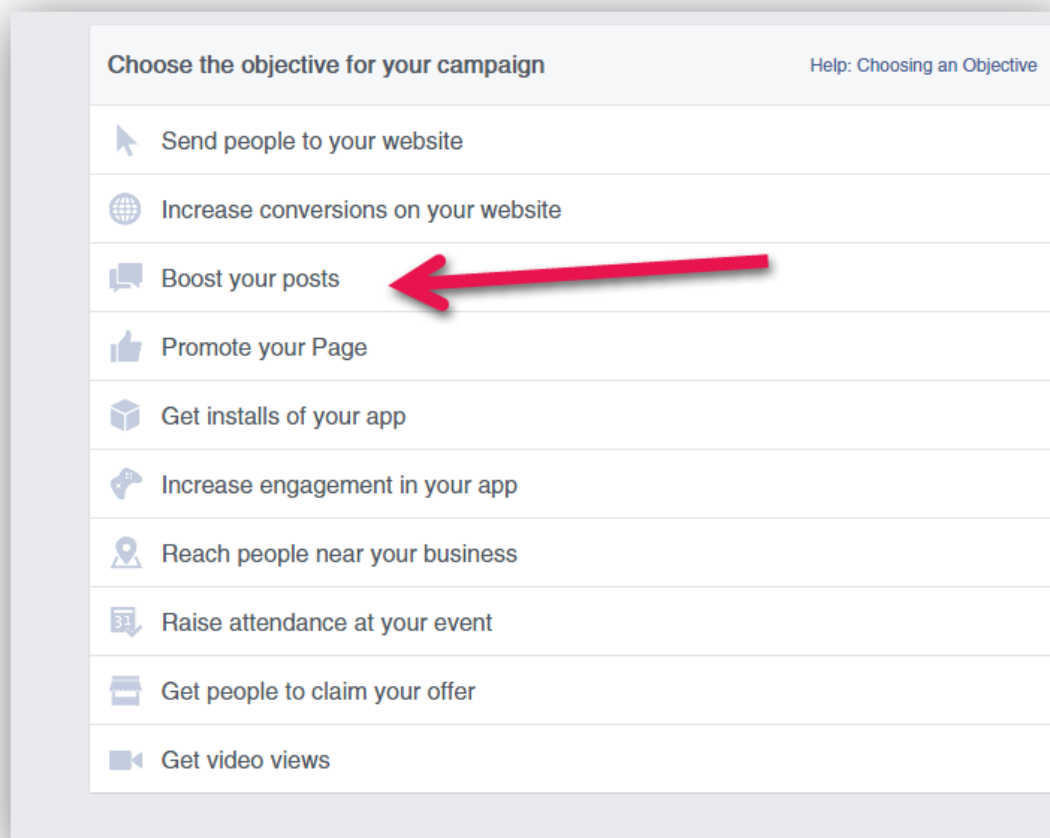 Choose the objective for your campaign
Help: Choosing an Objective
Send people to your website
Increase conversions on your website
Boost your posts
Promote your Page
Get installs of your app
Increase engagement in your app
Reach people near your business
31
Raise attendance at your event
Get people to claim your offer
Get video views